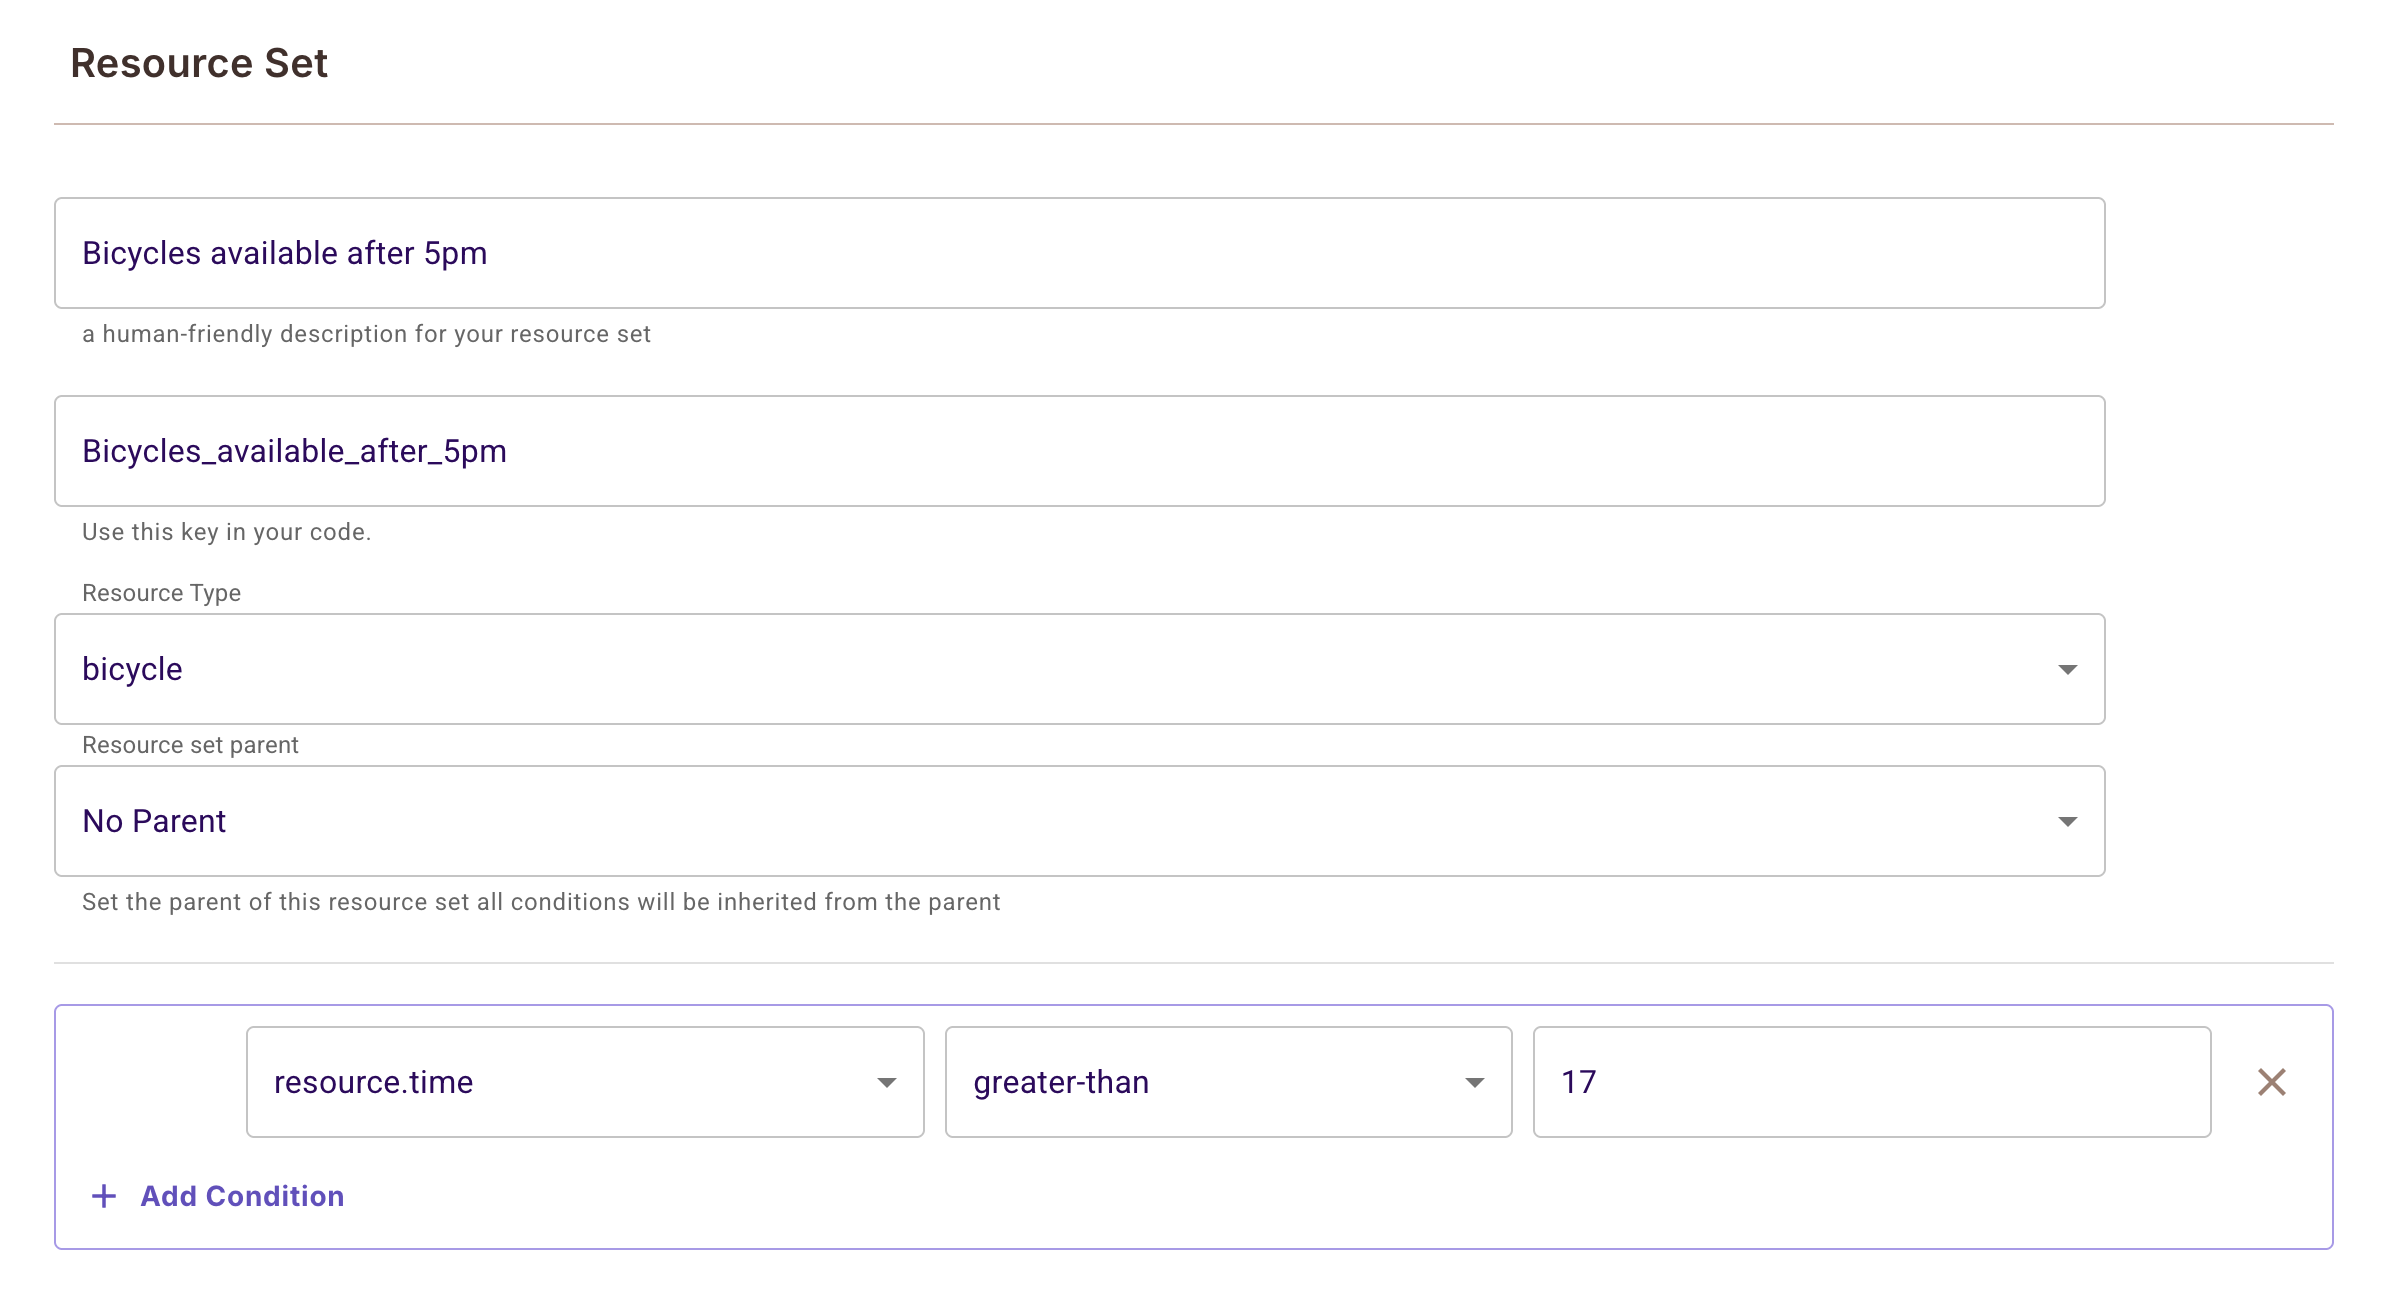 Resource Set
Bicycles available after 5pm
a human-friendly description for your resource set
Bicycles_available_after_5pm
Use this key in your code.
Resource Type
bicycle
Resource set parent
No Parent
Set the parent of this resource set all conditions will be inherited from the parent
resource.time greater-than 17
+ Add Condition